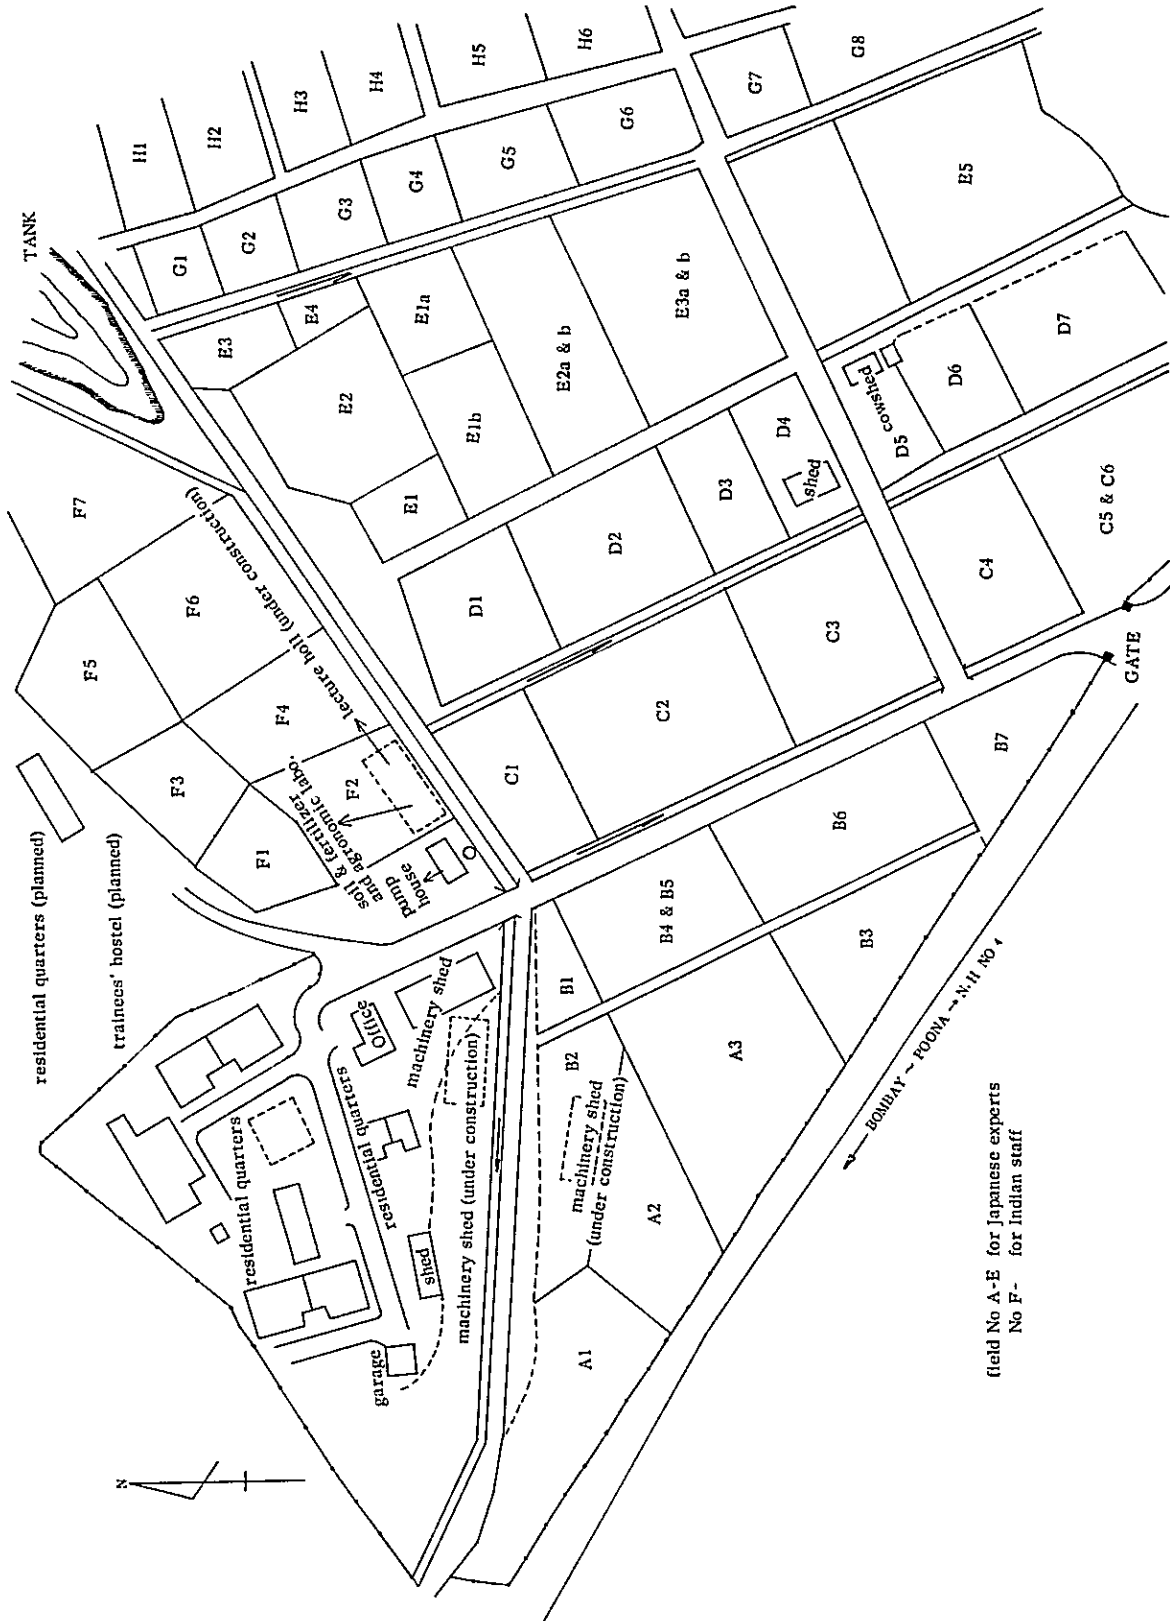 TANK
H1
H2
H3
H4
H5
H6
G1
G2
G3
G4
G5
G6
G7
G8
E3
E4
E2
E1a
E1b
E1
E2a & b
E3a & b
E5
F7
F6
F5
F4
F3
F2
F1
lecture holl (under construction)
soil & fertilizer
and agronomic labo.
pump
house
D1
D2
D3
D4
shed
D5 cowshed
D6
D7
C1
C2
C3
C4
C5 & C6
GATE
B1
B2
B3
B4 & B5
B6
B7
A1
A2
A3
machinery shed
(under construction)
machinery shed (under construction)
machinery shed
Office
residential quarters
residential quarters
shed
garage
residential quarters (planned)
trainees' hostel (planned)
N
BOMBAY ~ POONA → N.H NO 4
field No A-E for Japanese experts
No F- for Indian staff